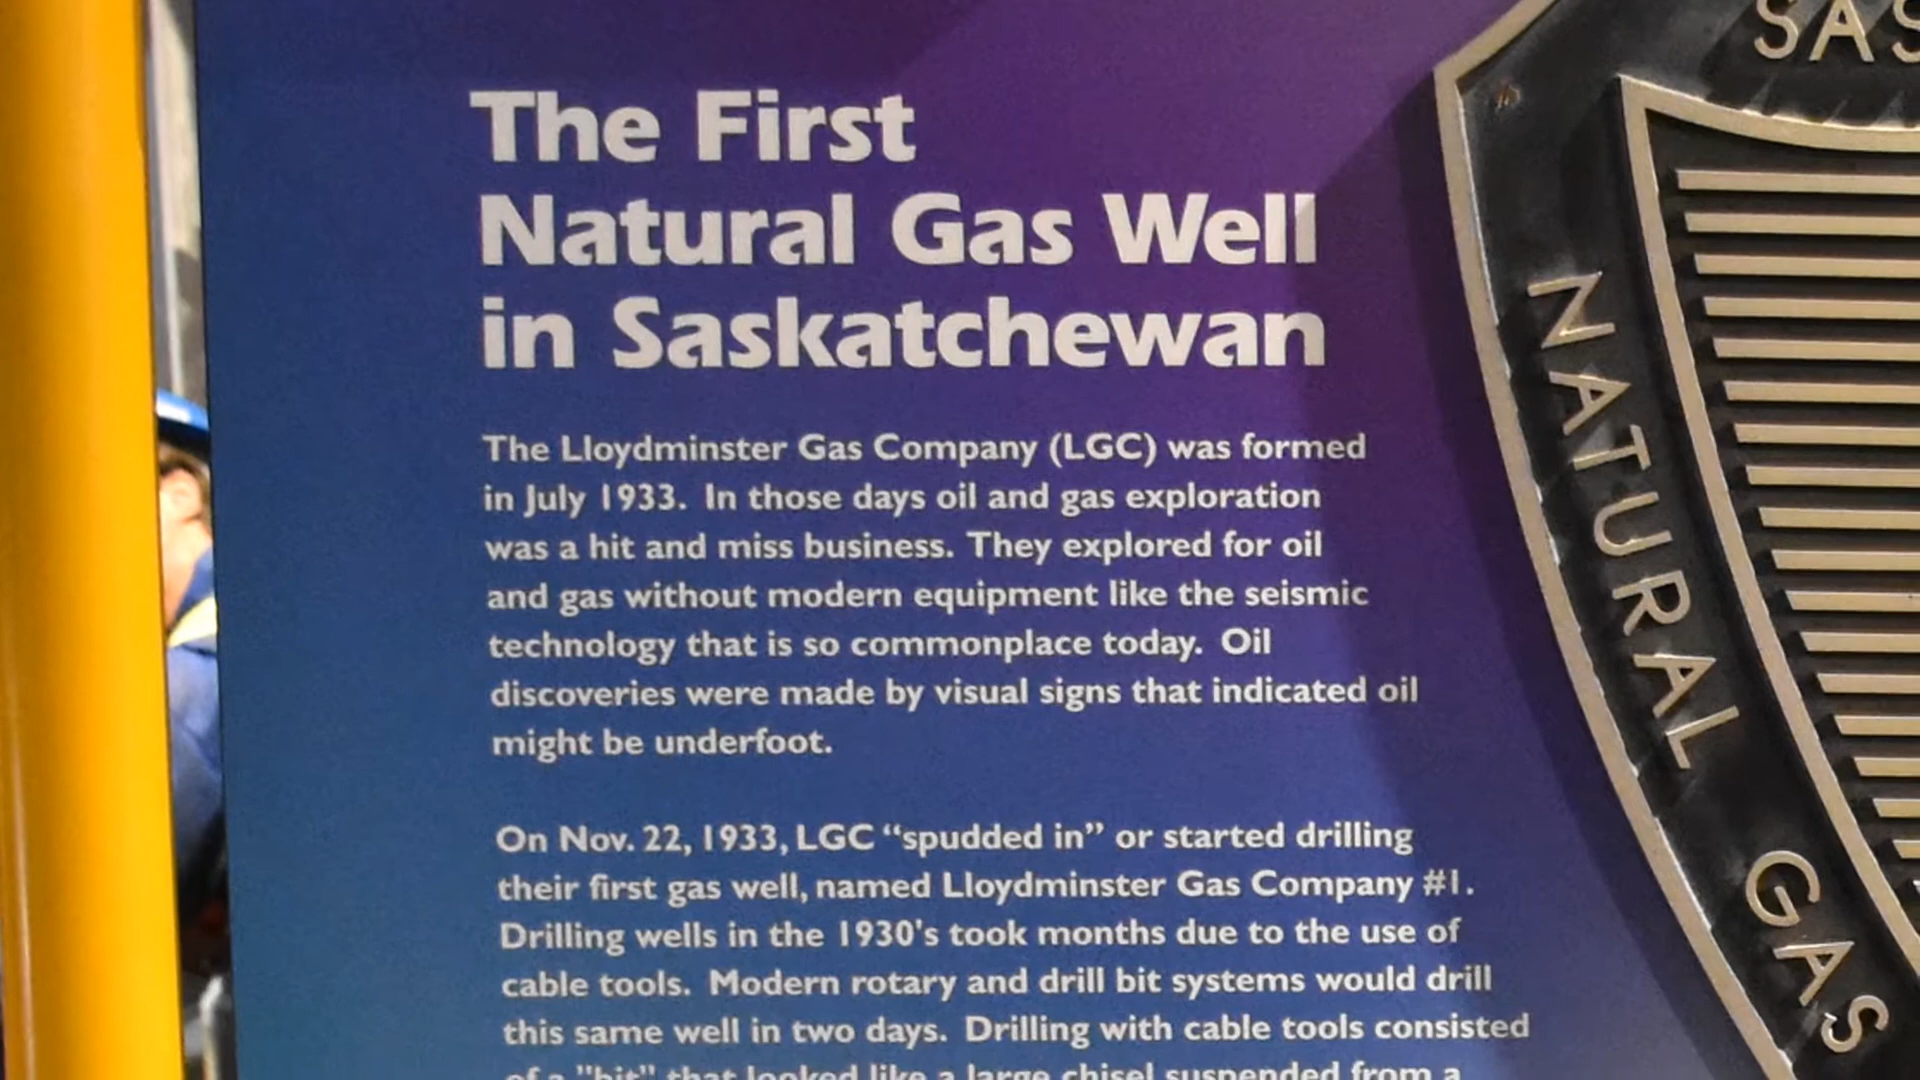 The First
Natural Gas Well
in Saskatchewan
The Lloydminster Gas Company (LGC) was formed
in July 1933. In those days oil and gas exploration
was a hit and miss business. They explored for oil
and gas without modern equipment like the seismic
technology that is so commonplace today. Oil
discoveries were made by visual signs that indicated oil
might be underfoot.
On Nov. 22, 1933, LGC “spudded in” or started drilling
their first gas well, named Lloydminster Gas Company #1.
Drilling wells in the 1930's took months due to the use of
cable tools. Modern rotary and drill bit systems would drill
this same well in two days. Drilling with cable tools consisted
of a "bit" that looked like a large chisel suspended from a
SAS
NATURAL GAS